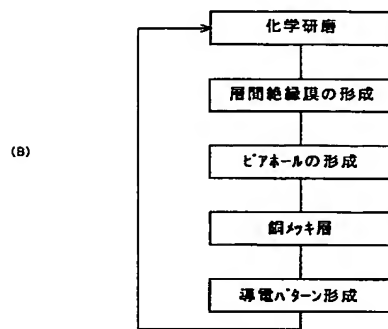 化学研磨
層間絶縁膜の形成
(B)
ビアホールの形成
銅メッキ層
導電パターン形成